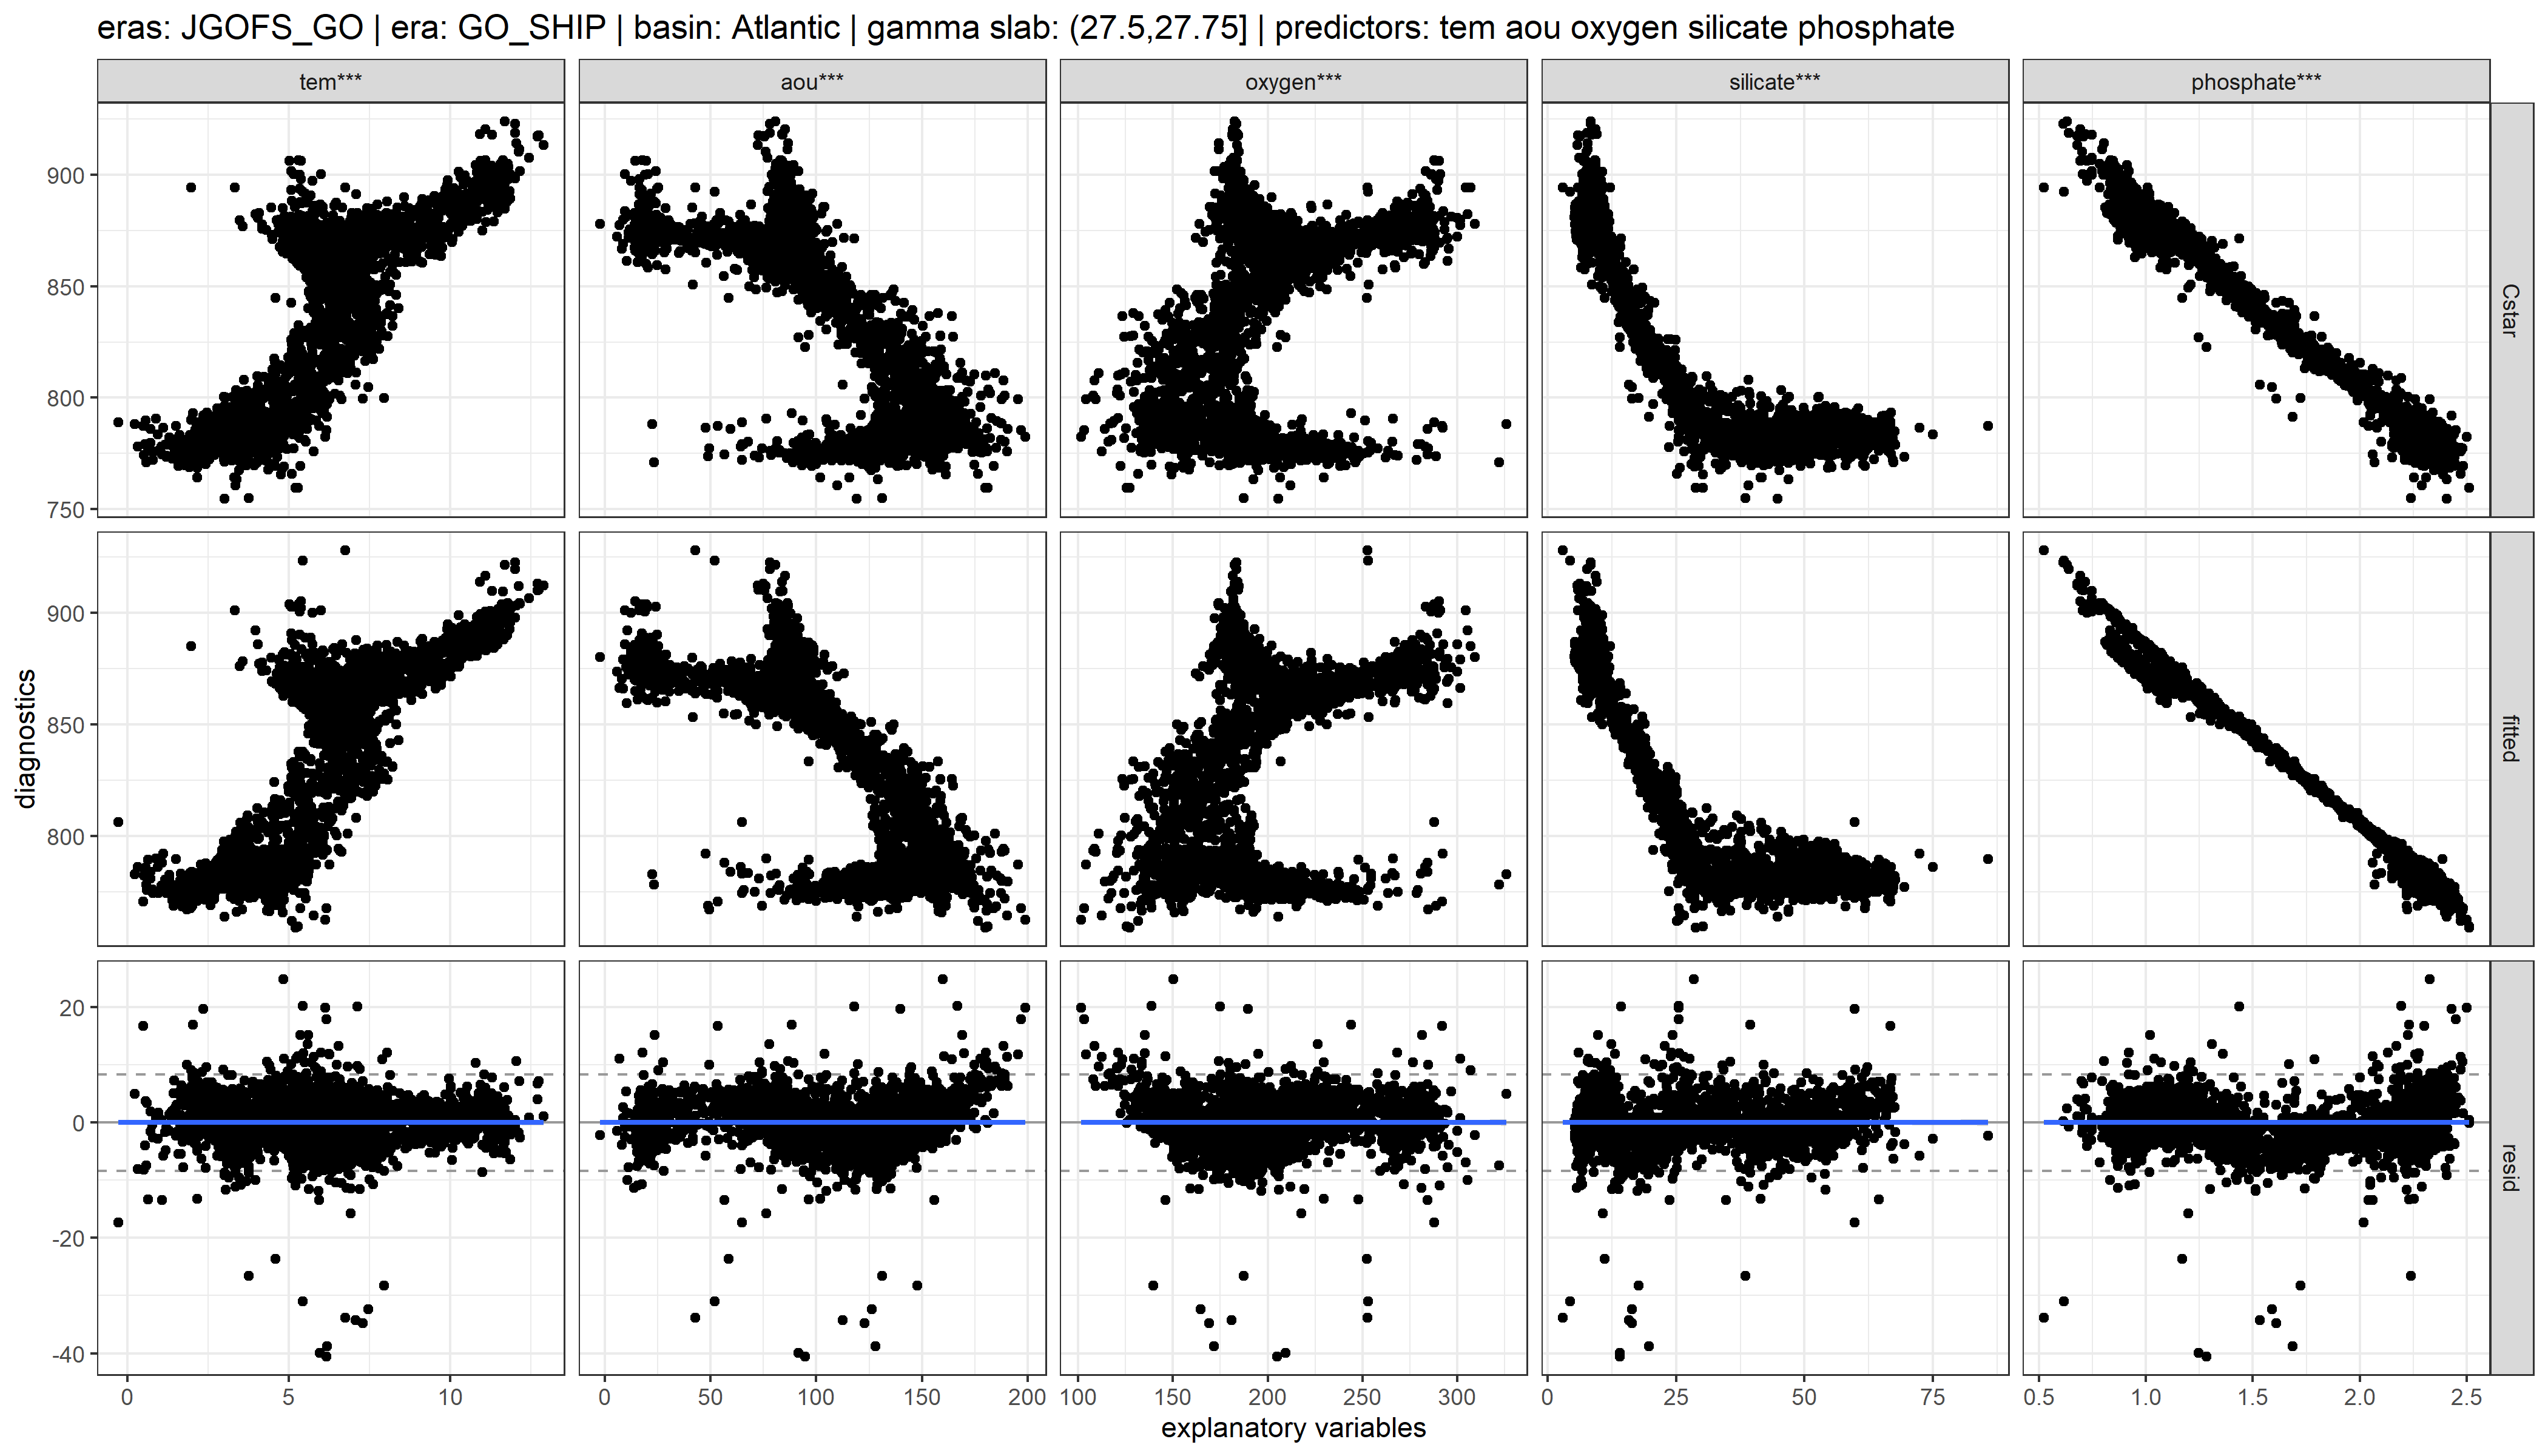 eras: JGOFS_GO | era: GO_SHIP | basin: Atlantic | gamma slab: (27.5,27.75] | predictors: tem aou oxygen silicate phosphate
tem*** aou*** oxygen*** silicate*** phosphate***
900
850
800
750
Cstar
900
850
800
fitted
diagnostics
20
0
-20
-40
resid
0 5 10 0 50 100 150 200 100 150 200 250 300 0 25 50 75 0.5 1.0 1.5 2.0 2.5
explanatory variables